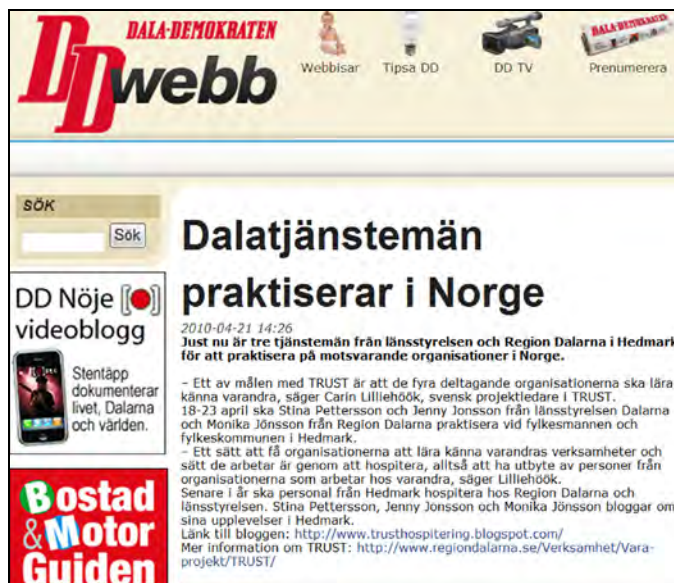 DALA-DEMOKRATEN
DD webb
Webbisar
Tipsa DD
DD TV
Prenumerera
DALA-DEMOKRATEN
SÖK
Sök
DD Nöje
videoblogg
Stentäpp
dokumenterar
livet, Dalarna
och världen.
Bostad
&Motor
Guiden
Dalatjänstemän
praktiserar i Norge
2010-04-21 14:26
Just nu är tre tjänstemän från länsstyrelsen och Region Dalarna i Hedmark
för att praktisera på motsvarande organisationer i Norge.
– Ett av målen med TRUST är att de fyra deltagande organisationerna ska lära
känna varandra, säger Carin Lilliehöök, svensk projektledare i TRUST.
18-23 april ska Stina Pettersson och Jenny Jonsson från länsstyrelsen Dalarna
och Monika Jönsson från Region Dalarna praktisera vid fylkesmannen och
fylkeskommunen i Hedmark.
– Ett sätt att få organisationerna att lära känna varandras verksamheter och
sätt de arbetar är genom att hospitera, alltså att ha utbyte av personer från
organisationerna som arbetar hos varandra, säger Lilliehöök.
Senare i år ska personal från Hedmark hospitera hos Region Dalarna och
länsstyrelsen. Stina Pettersson, Jenny Jonsson och Monika Jönsson bloggar om
sina upplevelser i Hedmark.
Länk till bloggen: http://www.trusthospitering.blogspot.com/
Mer information om TRUST: http://www.regiondalarna.se/Verksamhet/Vara-
projekt/TRUST/